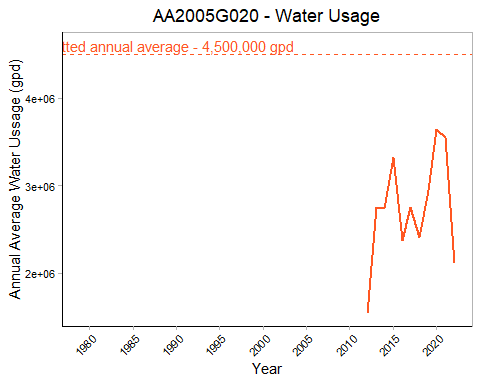 AA2005G020 - Water Usage
tted annual average - 4,500,000 gpd
Annual Average Water Ussage (gpd)
4e+06
3e+06
2e+06
1980 1985 1990 1995 2000 2005 2010 2015 2020
Year